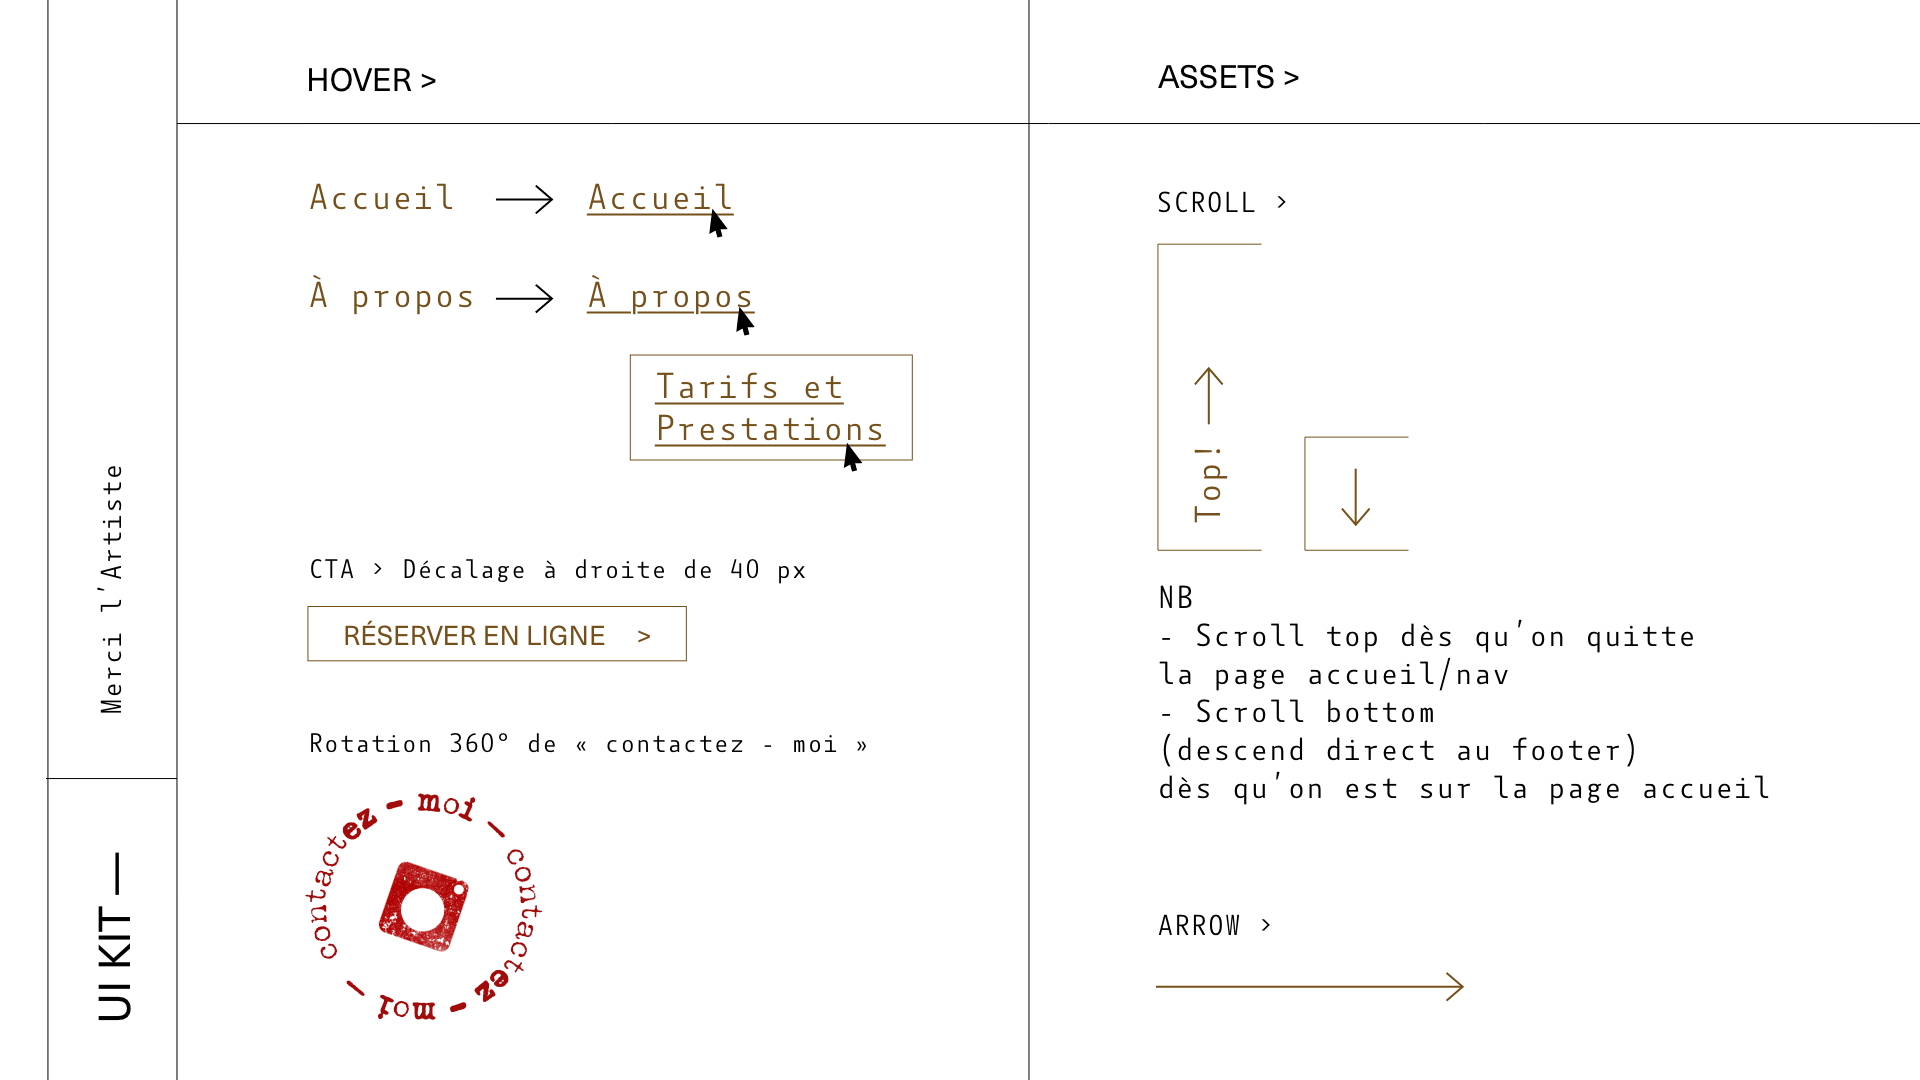 HOVER >
Accueil
Accueil
À propos
À propos
Tarifs et
Prestations
CTA > Décalage à droite de 40 px
RÉSERVER EN LIGNE >
Rotation 360° de « contactez - moi »
contactez - moi — contactez - moi —
ASSETS >
SCROLL >
Top!
NB
- Scroll top dès qu'on quitte
la page accueil/nav
- Scroll bottom
(descend direct au footer)
dès qu'on est sur la page accueil
ARROW >
Merci l'Artiste
UI KIT —